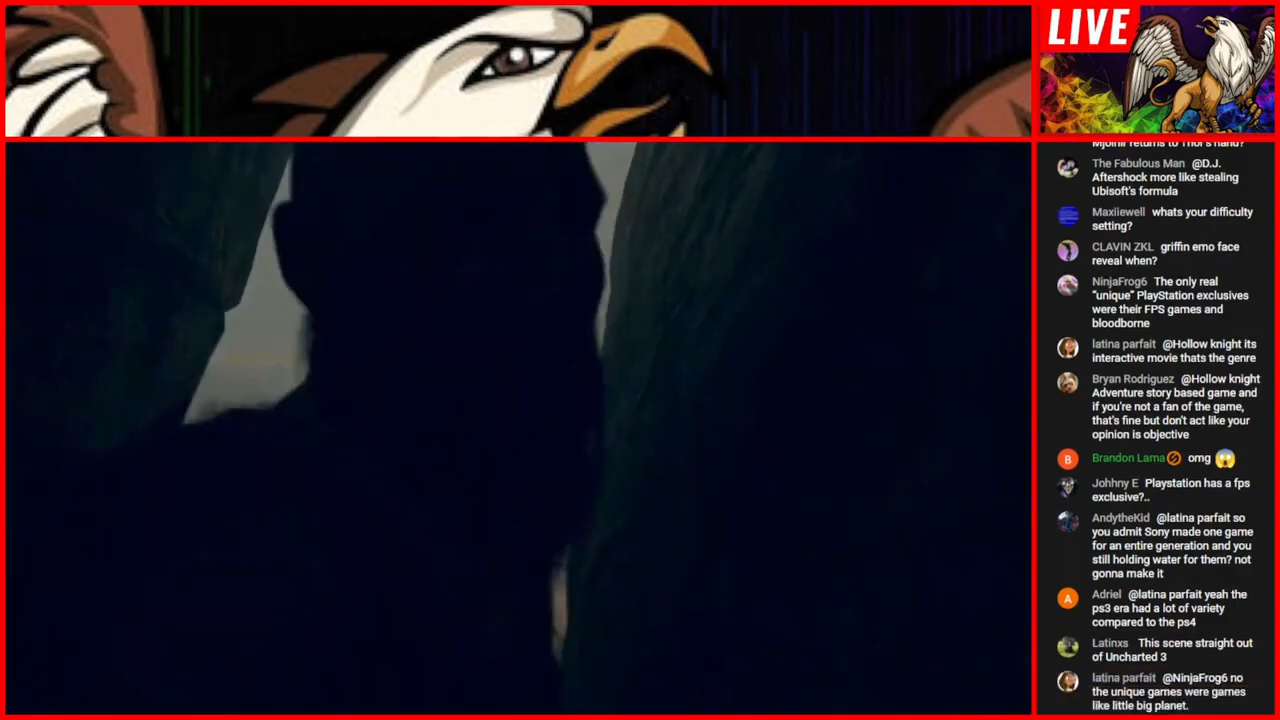 LIVE
Mjolnir returns to Thor's hand?
The Fabulous Man @D.J.
Aftershock more like stealing
Ubisoft's formula
Maxiiewell whats your difficulty
setting?
CLAVIN ZKL griffin emo face
reveal when?
NinjaFrog6 The only real
"unique" PlayStation exclusives
were their FPS games and
bloodborne
latina parfait @Hollow knight its
interactive movie thats the genre
Bryan Rodriguez @Hollow knight
Adventure story based game and
if you're not a fan of the game,
that's fine but don't act like your
opinion is objective
B
Brandon Lama omg 😱
Johhny E Playstation has a fps
exclusive?..
AndytheKid @latina parfait so
you admit Sony made one game
for an entire generation and you
still holding water for them? not
gonna make it
A
Adriel @latina parfait yeah the
ps3 era had a lot of variety
compared to the ps4
Latinxs This scene straight out
of Uncharted 3
latina parfait @NinjaFrog6 no
the unique games were games
like little big planet.